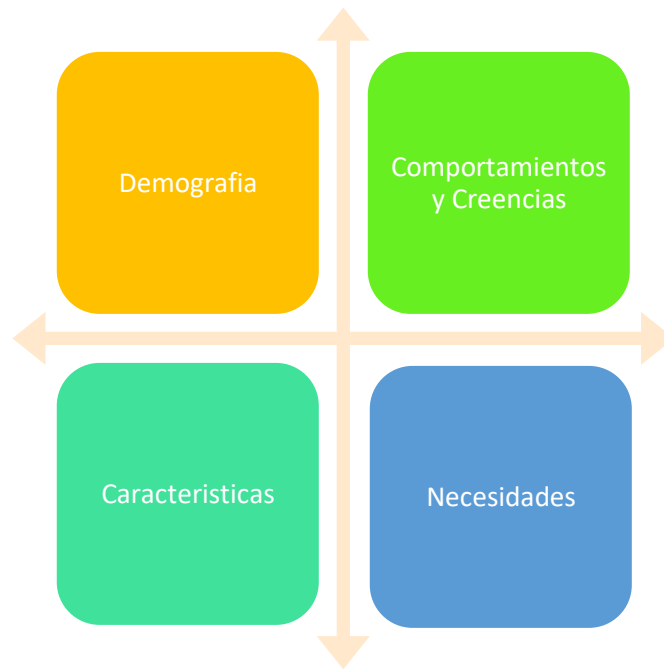 Demografia
Comportamientos
y Creencias
Caracteristicas
Necesidades